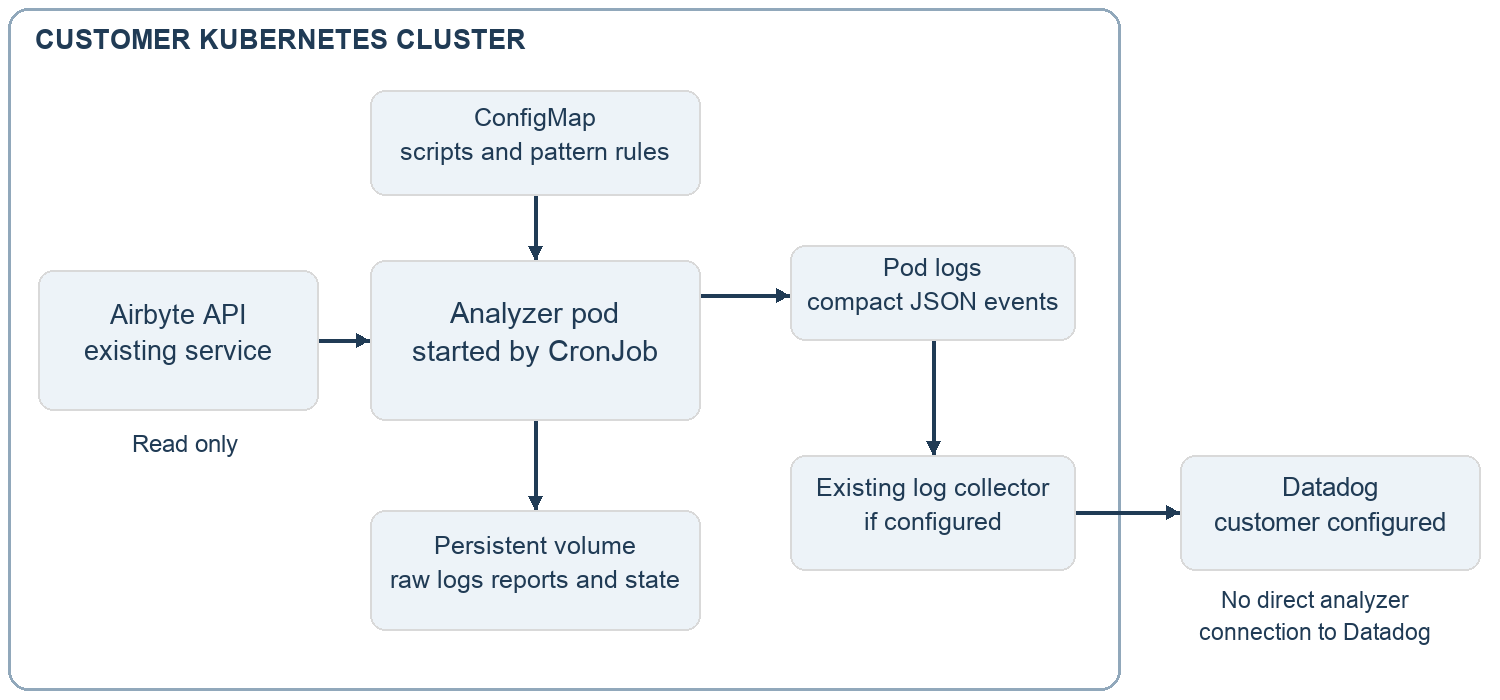 CUSTOMER KUBERNETES CLUSTER
ConfigMap
scripts and pattern rules
Airbyte API
existing service
Read only
Analyzer pod
started by CronJob
Pod logs
compact JSON events
Persistent volume
raw logs reports and state
Existing log collector
if configured
Datadog
customer configured
No direct analyzer
connection to Datadog